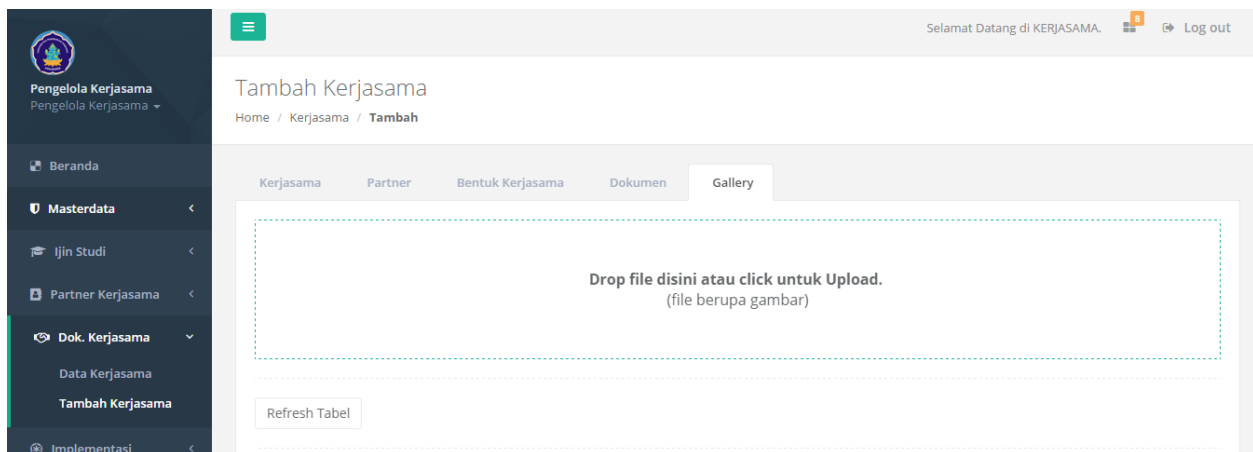 Pengelola Kerjasama
Pengelola Kerjasama
Beranda
Masterdata
Ijin Studi
Partner Kerjasama
Dok. Kerjasama
Data Kerjasama
Tambah Kerjasama
Implementasi
Selamat Datang di KERJASAMA.
8
Log out
Tambah Kerjasama
Home / Kerjasama / Tambah
Kerjasama Partner Bentuk Kerjasama Dokumen Gallery
Drop file disini atau click untuk Upload.
(file berupa gambar)
Refresh Tabel